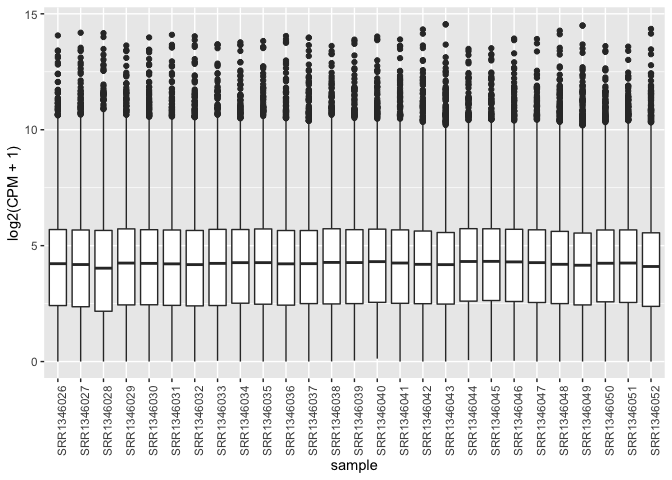 15
10
5
0
log2(CPM + 1)
SRR1346026
SRR1346027
SRR1346028
SRR1346029
SRR1346030
SRR1346031
SRR1346032
SRR1346033
SRR1346034
SRR1346035
SRR1346036
SRR1346037
SRR1346038
SRR1346039
SRR1346040
SRR1346041
SRR1346042
SRR1346043
SRR1346044
SRR1346045
SRR1346046
SRR1346047
SRR1346048
SRR1346049
SRR1346050
SRR1346051
SRR1346052
sample